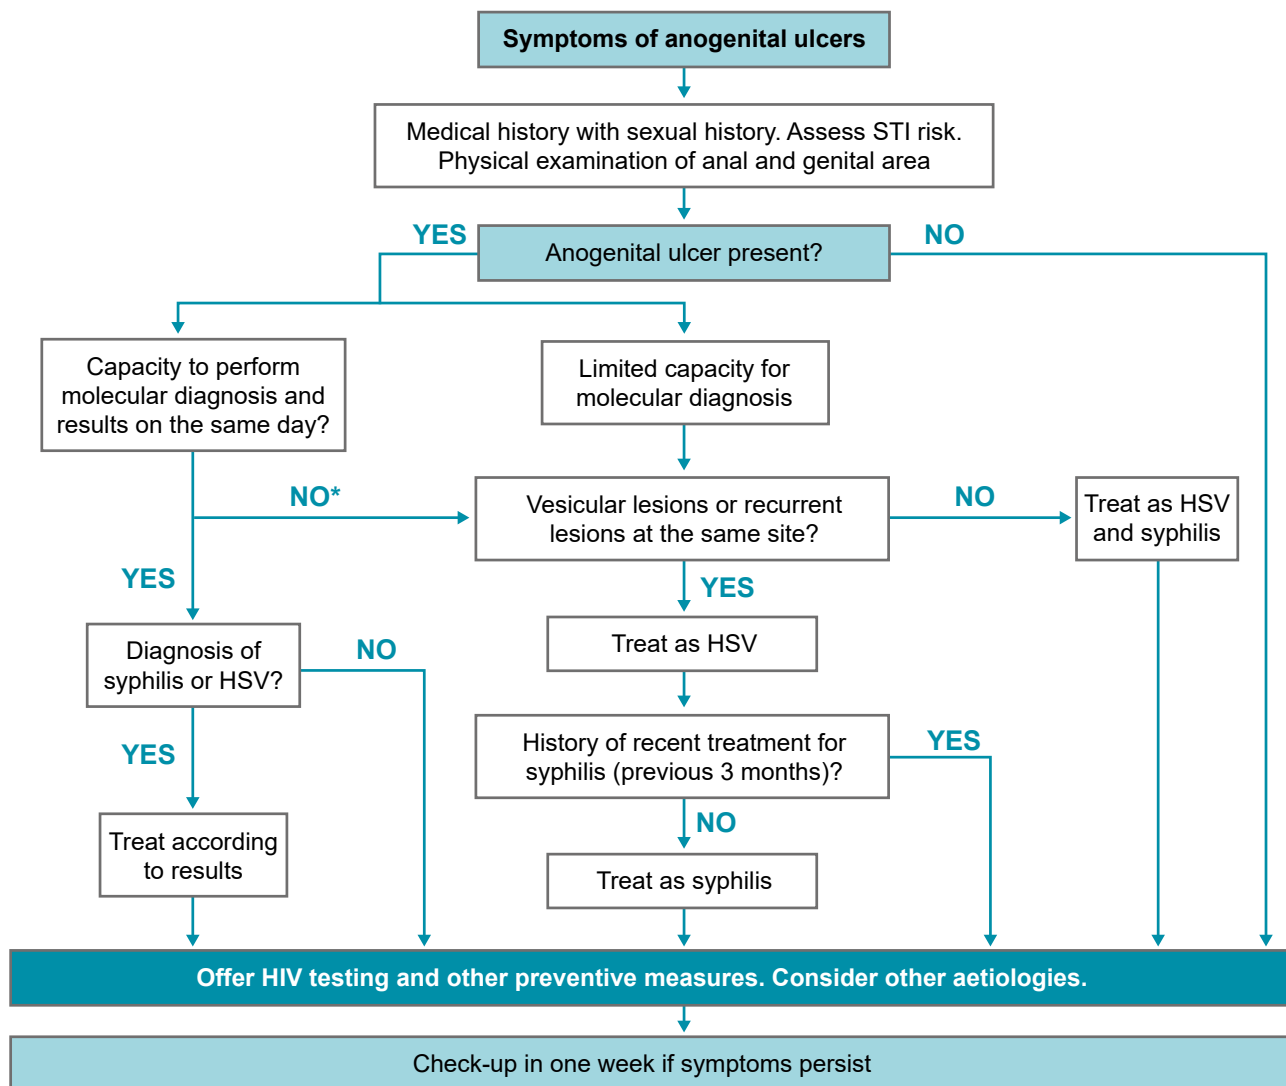 Symptoms of anogenital ulcers
Medical history with sexual history. Assess STI risk.
Physical examination of anal and genital area
YES
Anogenital ulcer present?
NO
Capacity to perform
molecular diagnosis and
results on the same day?
Limited capacity for
molecular diagnosis
NO*
Vesicular lesions or recurrent
lesions at the same site?
NO
Treat as HSV
and syphilis
YES
YES
Diagnosis of
syphilis or HSV?
NO
Treat as HSV
YES
History of recent treatment for
syphilis (previous 3 months)?
YES
NO
Treat according
to results
Treat as syphilis
Offer HIV testing and other preventive measures. Consider other aetiologies.
Check-up in one week if symptoms persist